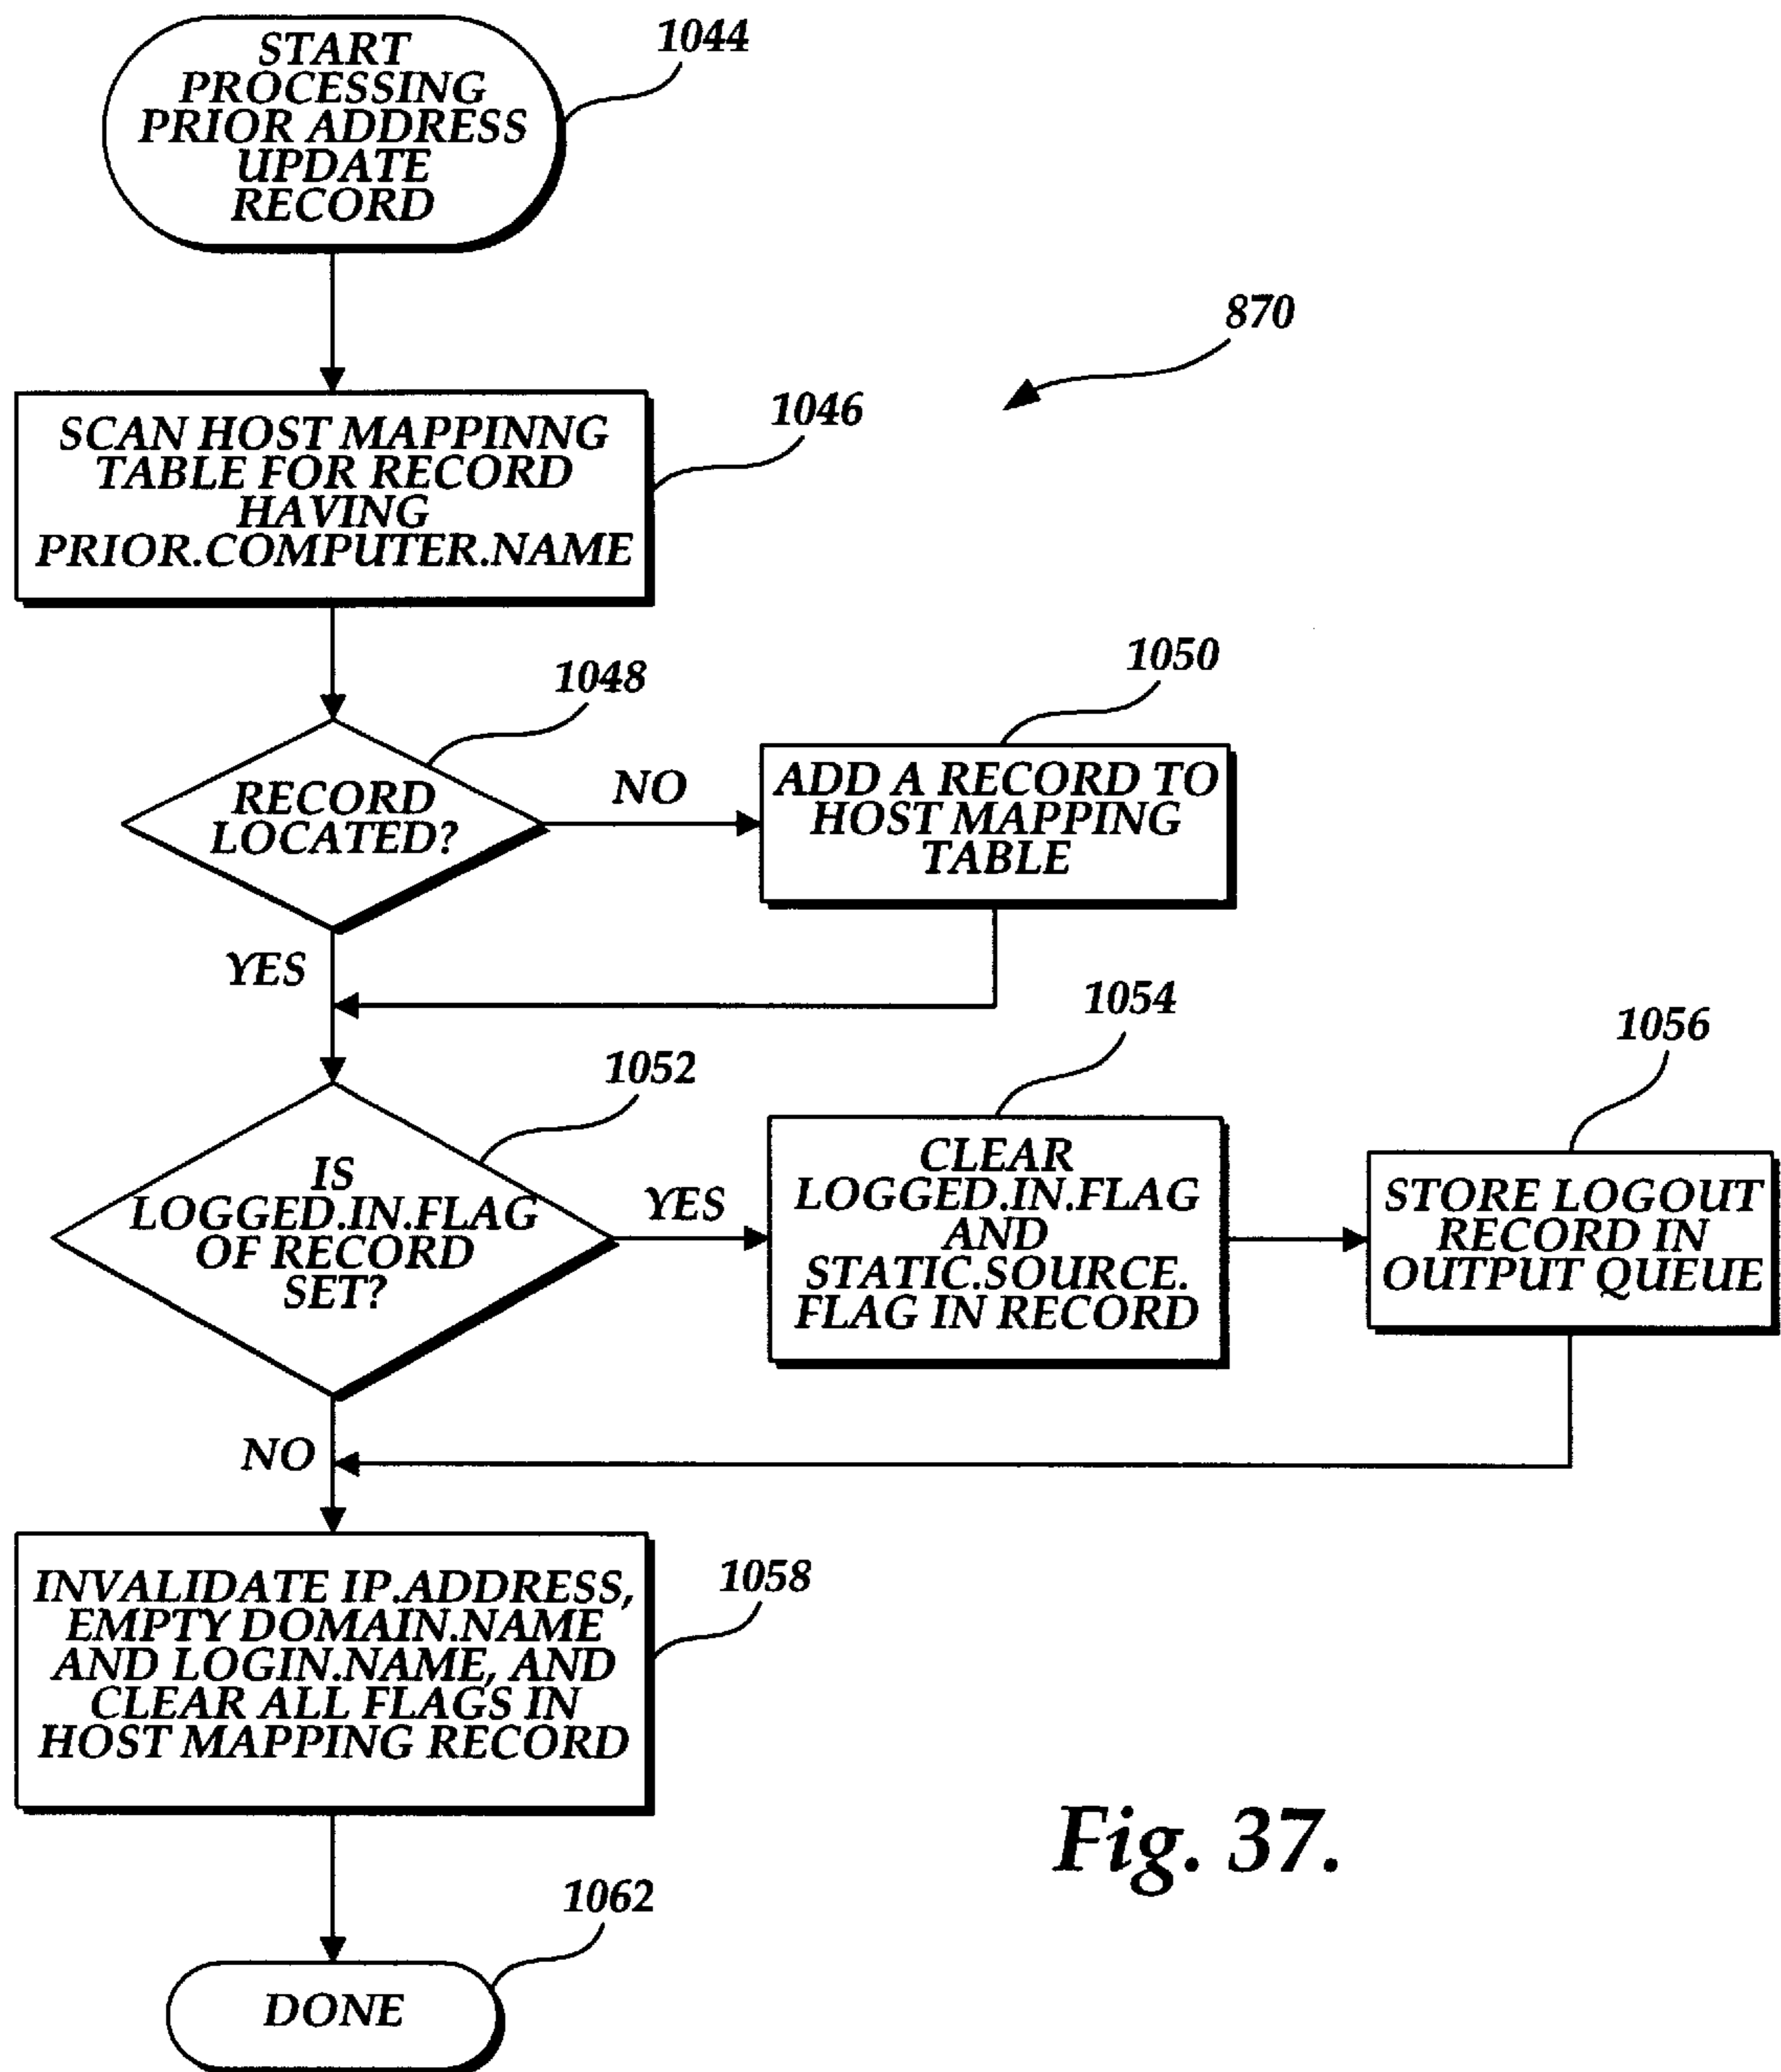 START
PROCESSING
PRIOR ADDRESS
UPDATE
RECORD
1044
870
SCAN HOST MAPPINNG
TABLE FOR RECORD
HAVING
PRIOR.COMPUTER.NAME
1046
1048
RECORD
LOCATED?
NO
1050
ADD A RECORD TO
HOST MAPPING
TABLE
YES
1052
IS
LOGGED.IN.FLAG
OF RECORD
SET?
YES
1054
CLEAR
LOGGED.IN.FLAG
AND
STATIC.SOURCE.
FLAG IN RECORD
1056
STORE LOGOUT
RECORD IN
OUTPUT QUEUE
NO
INVALIDATE IP.ADDRESS,
EMPTY DOMAIN.NAME
AND LOGIN.NAME, AND
CLEAR ALL FLAGS IN
HOST MAPPING RECORD
1058
1062
DONE
Fig. 37.